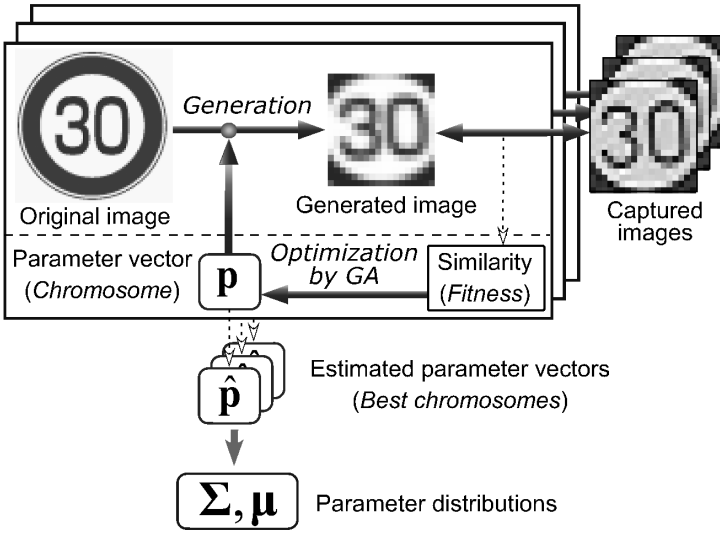 30
Generation
30
30
Original image
Generated image
Captured
images
Parameter vector
(Chromosome)
p
Optimization
by GA
Similarity
(Fitness)
p̂
Estimated parameter vectors
(Best chromosomes)
Σ, μ
Parameter distributions